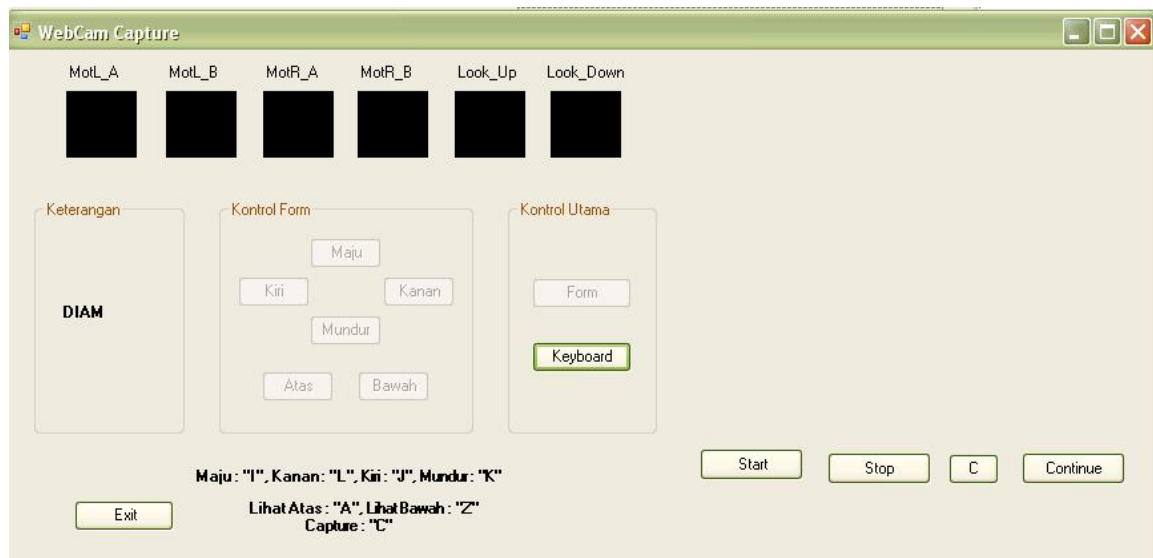 WebCam Capture
MotL_A MotL_B MotR_A MotR_B Look_Up Look_Down
Keterangan
DIAM
Kontrol Form
Maju
Kiri Kanan
Mundur
Atas Bawah
Kontrol Utama
Form
Keyboard
Maju : "I", Kanan : "L", Kiri : "J", Mundur : "K"
Lihat Atas : "A", Lihat Bawah : "Z"
Capture : "C"
Exit
Start Stop C Continue